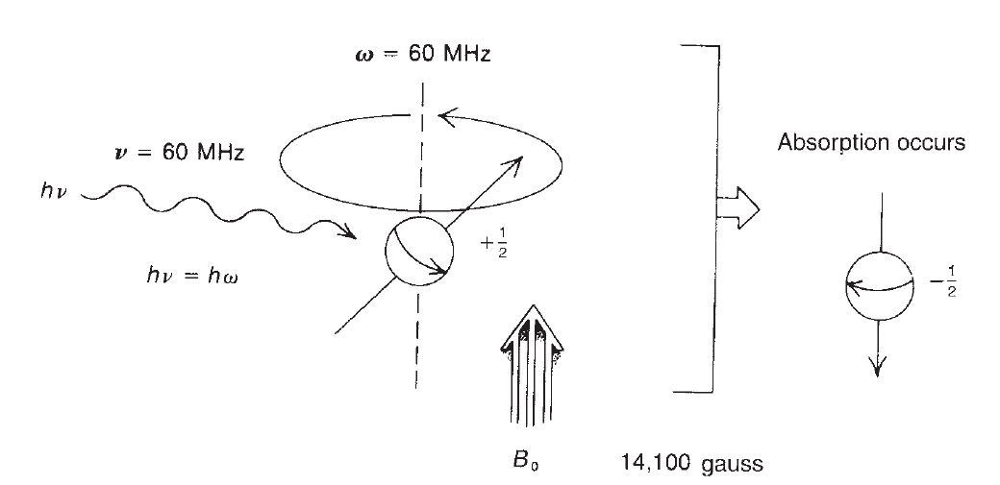 ω = 60 MHz
ν = 60 MHz
hν
hν = hω
+1/2
B₀
14,100 gauss
Absorption occurs
−1/2